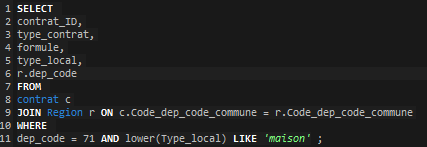 1 SELECT
2 contrat_ID,
3 type_contrat,
4 formule,
5 type_local,
6 r.dep_code
7 FROM
8 contrat c
9 JOIN Region r ON c.Code_dep_code_commune = r.Code_dep_code_commune
10 WHERE
11 dep_code = 71 AND lower(Type_local) LIKE 'maison' ;